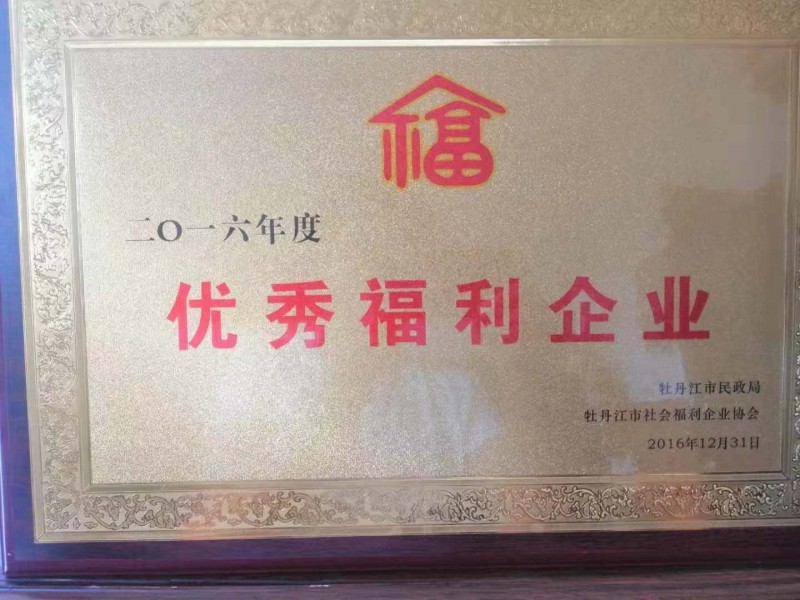 福
二〇一六年度
优秀福利企业
牡丹江市民政局
牡丹江市社会福利企业协会
2016年12月31日